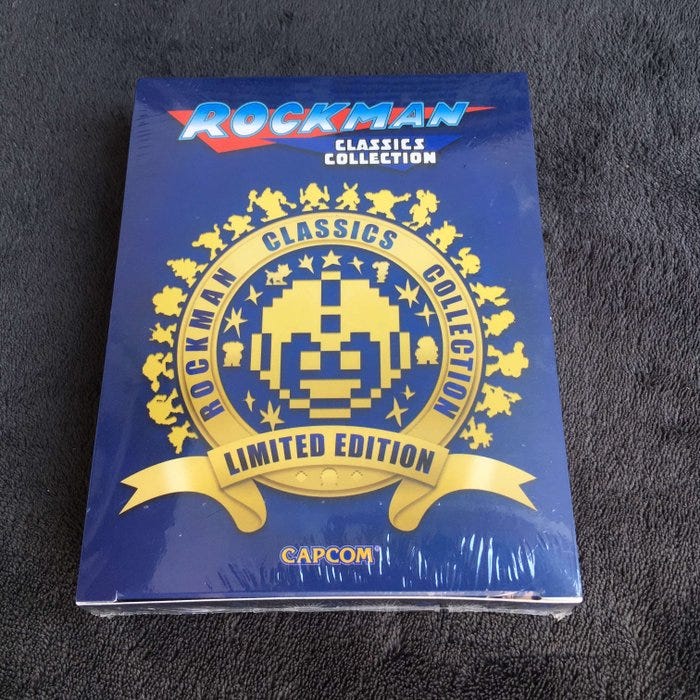 ROCKMAN
CLASSICS
COLLECTION
ROCKMAN CLASSICS COLLECTION
LIMITED EDITION
CAPCOM